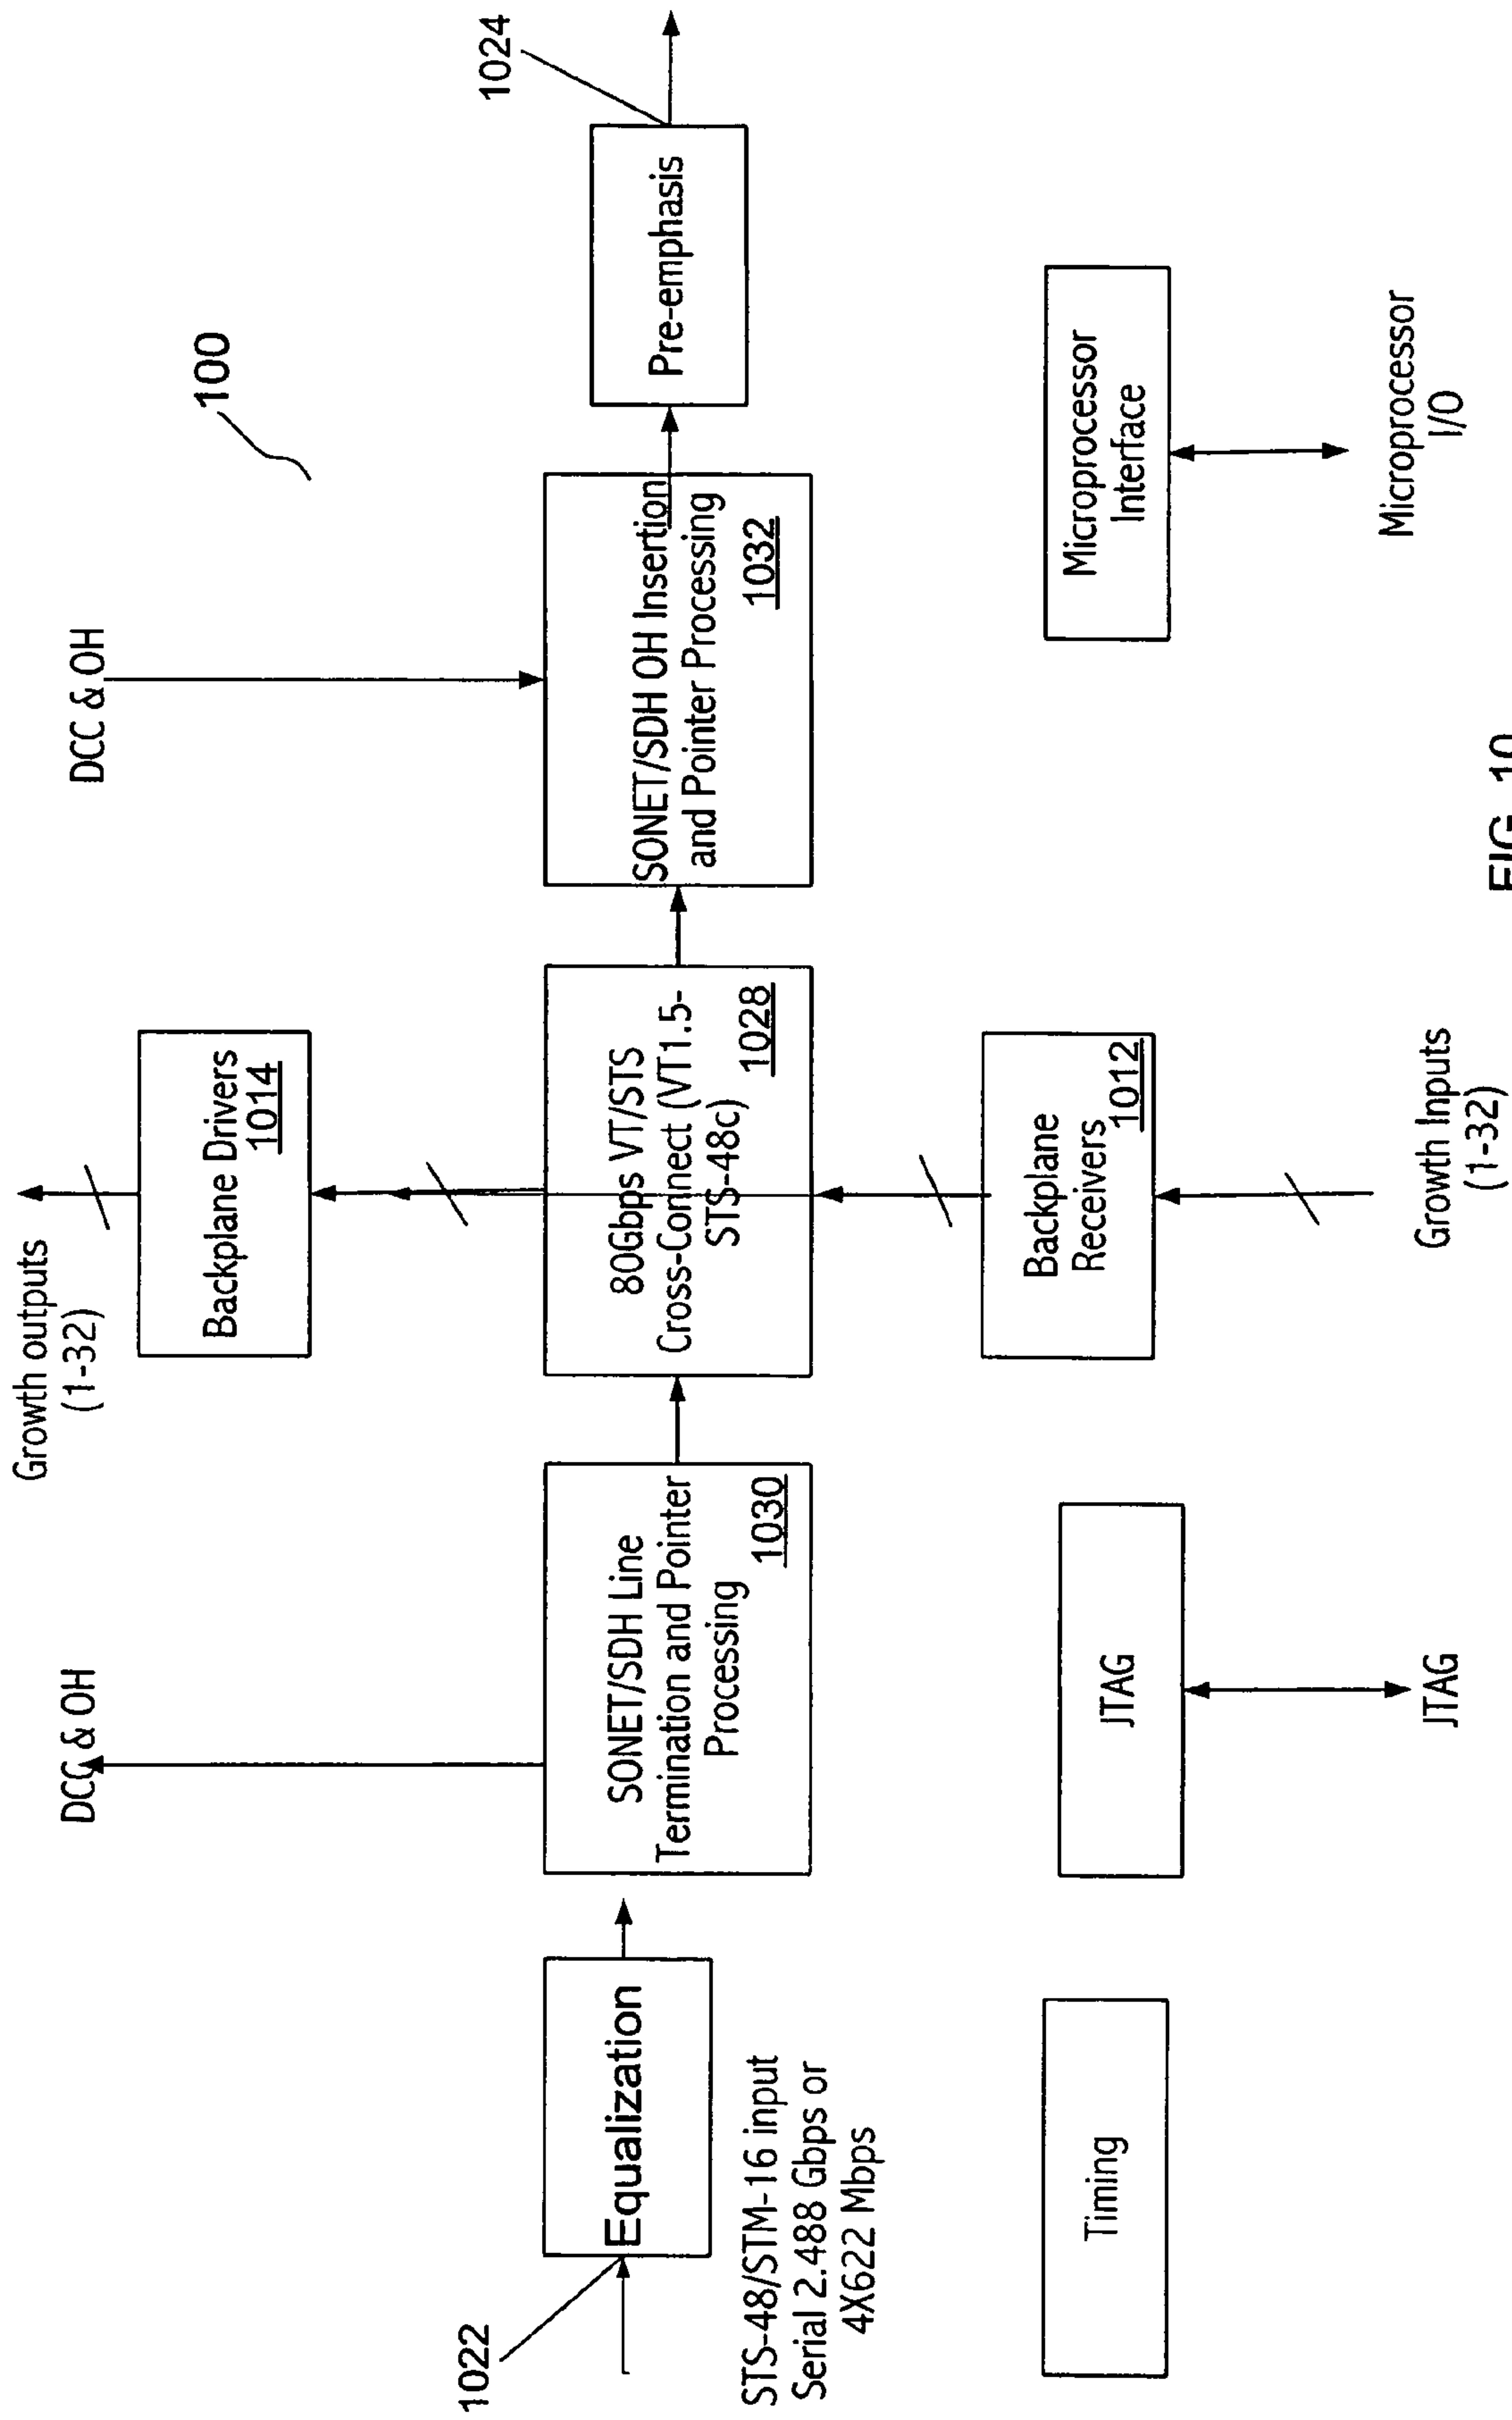 Growth outputs
(1-32)
DCC & OH
DCC & OH
100
Backplane Drivers
1014
1024
1022
Equalization
STS-48/STM-16 input
Serial 2.488 Gbps or
4X622 Mbps
SONET/SDH Line
Termination and Pointer
Processing
1030
80Gbps VT/STS
Cross-Connect (VT1.5-
STS-48c)
1028
SONET/SDH OH Insertion
and Pointer Processing
1032
Pre-emphasis
Backplane
Receivers
1012
Growth Inputs
(1-32)
Timing
JTAG
JTAG
Microprocessor
Interface
Microprocessor
I/O
FIG. 10